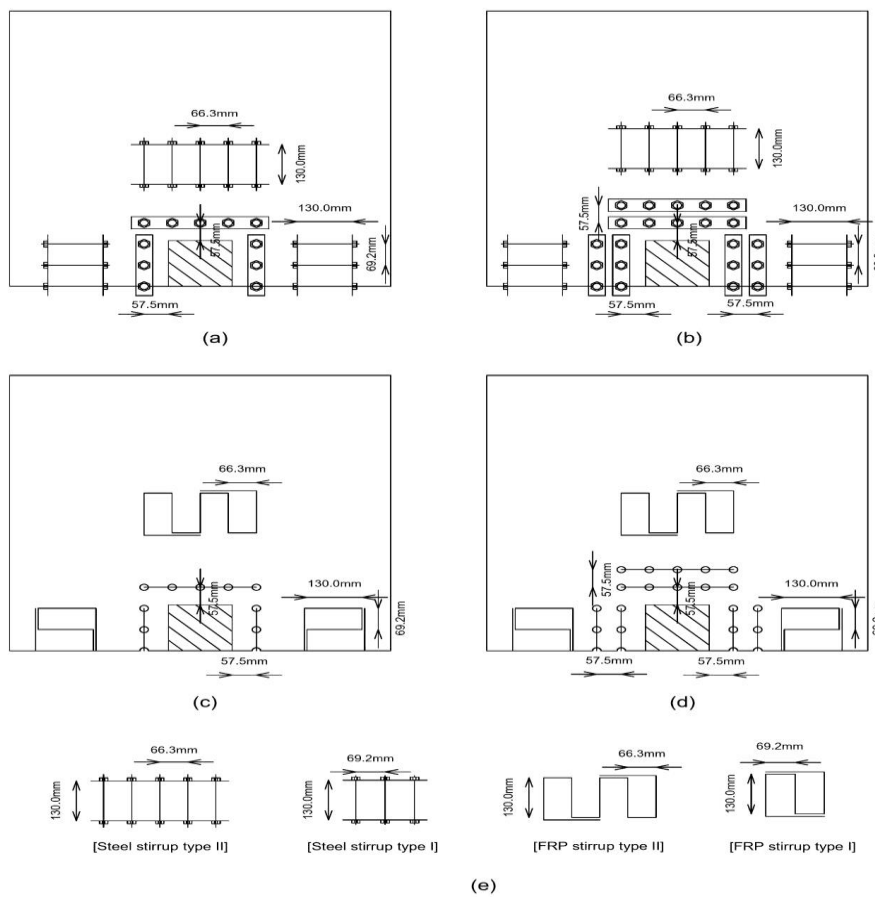 66.3mm
130.0mm
130.0mm
57.5mm
69.2mm
57.5mm
(a)
66.3mm
130.0mm
130.0mm
57.5mm
57.5mm
57.5mm
57.5mm
(b)
66.3mm
130.0mm
57.5mm
69.2mm
57.5mm
(c)
66.3mm
130.0mm
57.5mm
57.5mm
57.5mm
57.5mm
(d)
66.3mm
130.0mm
[Steel stirrup type II]
69.2mm
130.0mm
[Steel stirrup type I]
66.3mm
130.0mm
[FRP stirrup type II]
69.2mm
130.0mm
[FRP stirrup type I]
(e)